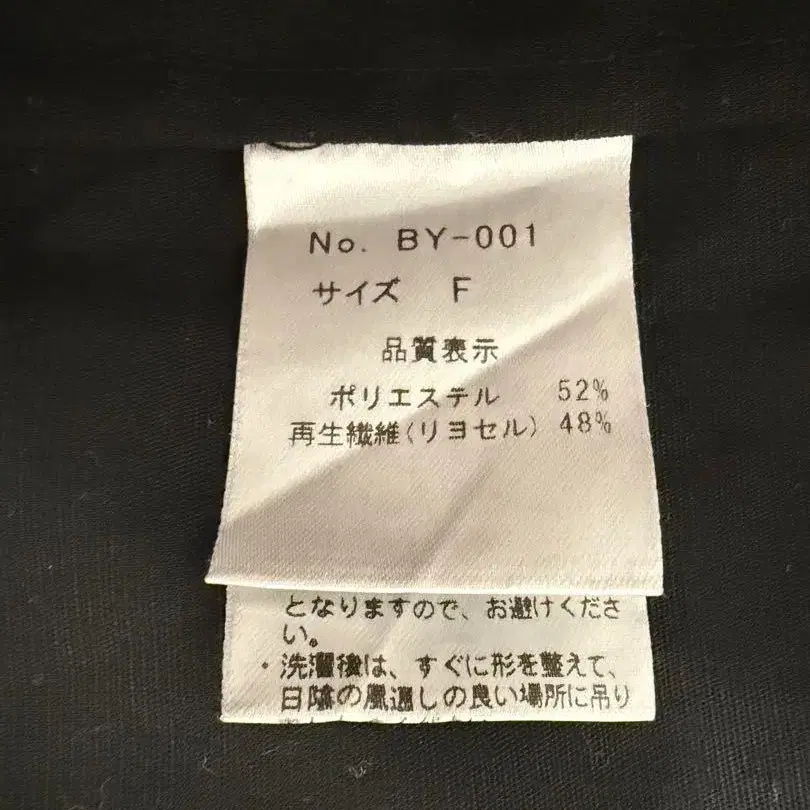 No. BY-001
サイズ F
品質表示
ポリエステル 52%
再生繊維(リヨセル) 48%
となりますので、お避けくださ
い。
・洗濯後は、すぐに形を整えて、
日陰の風通しの良い場所に吊り